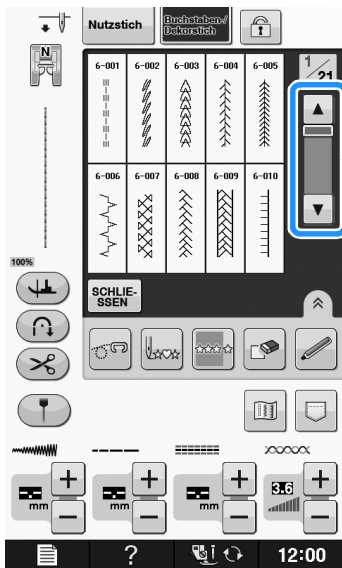 Nutzstich
Buchstaben-/
Dekorstich
N
1/21
6-001 6-002 6-003 6-004 6-005
6-006 6-007 6-008 6-009 6-010
100%
SCHLIE-
SSEN
mm mm mm 3.6
? 12:00